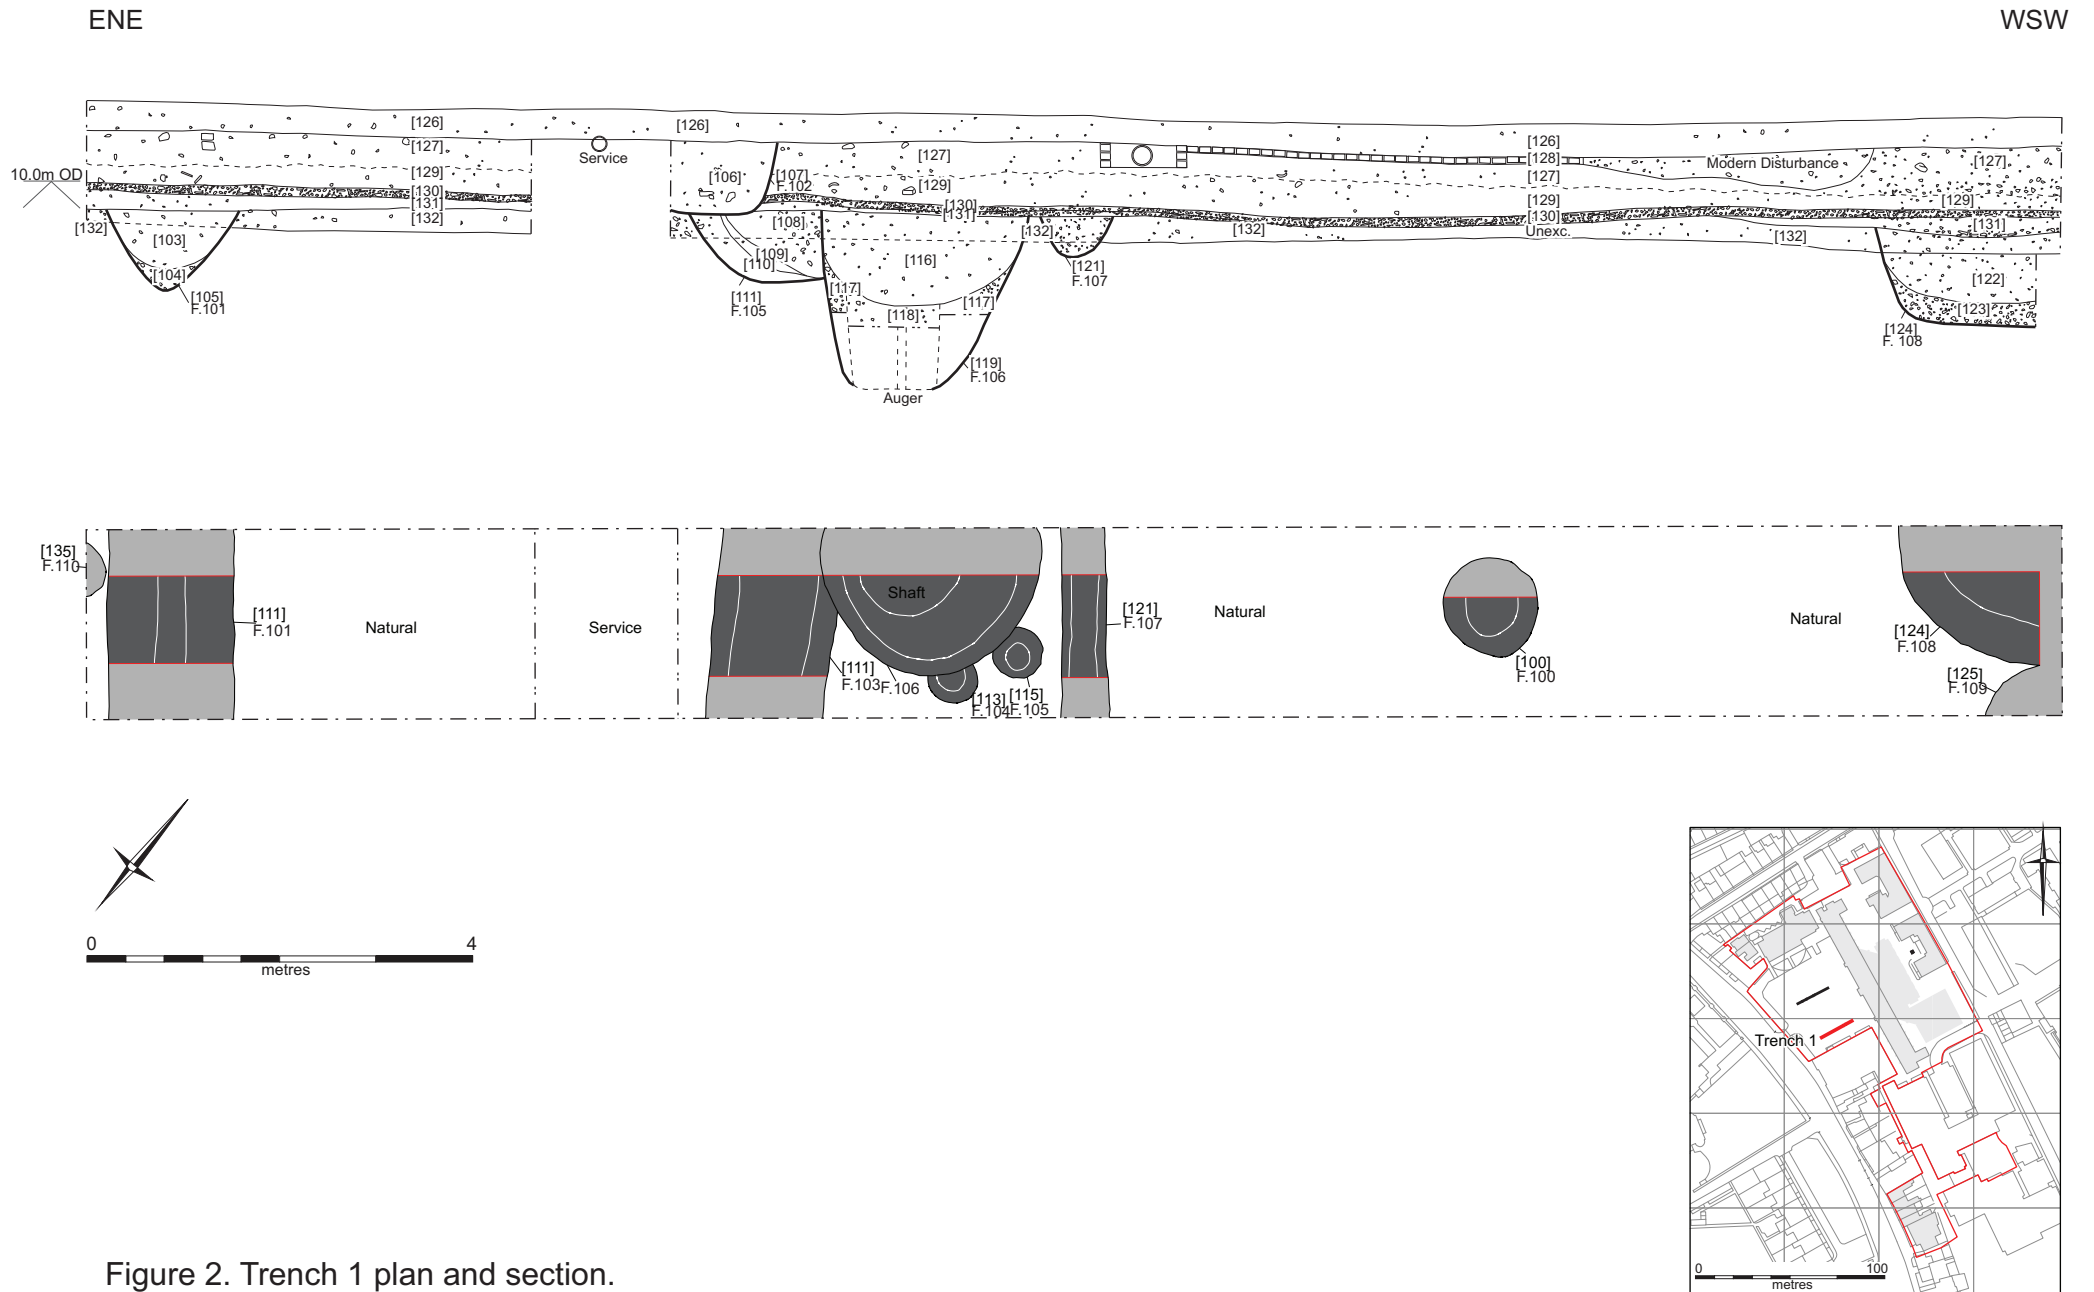 ENE
WSW
[126]
[126]
[126]
[127]
Service
[127]
[128]
Modern Disturbance
[127]
10.0m OD
[129]
[106]
[107]
F.102
[129]
[127]
[130]
[131]
[130]
[131]
[129]
[129]
[132]
[132]
[108]
[132]
[132]
[130]
Unexc.
[132]
[131]
[103]
[104]
[109]
[110]
[116]
[121]
F.107
[122]
[105]
F.101
[111]
F.105
[117]
[117]
[118]
[123]
[124]
F. 108
[119]
F.106
Auger
[135]
F.110
[111]
F.101
Natural
Service
Shaft
[111]
F.103
F.106
[113]
F.104
[115]
F.105
[121]
F.107
Natural
[100]
F.100
Natural
[124]
F.108
[125]
F.109
0
4
metres
Trench 1
0
100
metres
Figure 2. Trench 1 plan and section.